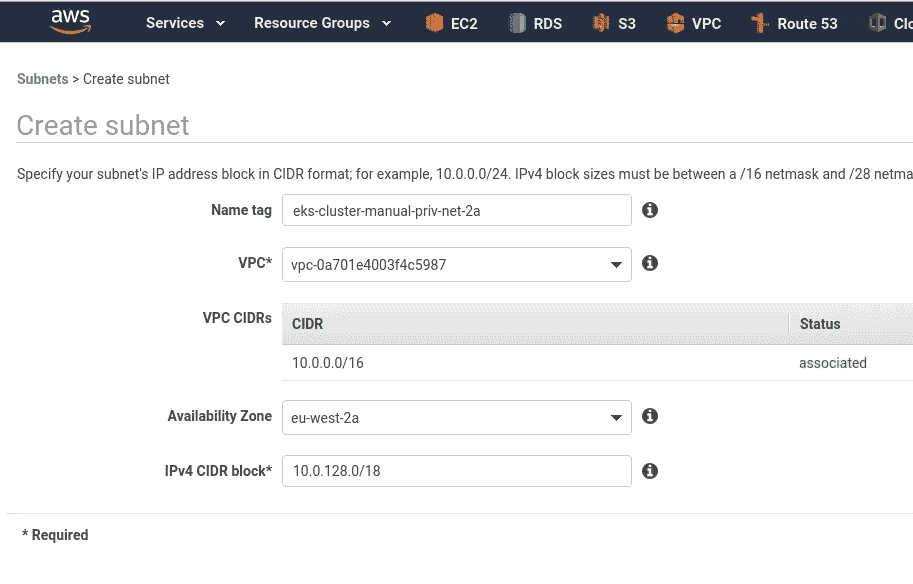 aws Services Resource Groups EC2 RDS S3 VPC Route 53
Subnets > Create subnet
Create subnet
Specify your subnet's IP address block in CIDR format; for example, 10.0.0.0/24. IPv4 block sizes must be between a /16 netmask and /28 netma
Name tag eks-cluster-manual-priv-net-2a
VPC* vpc-0a701e4003f4c5987
VPC CIDRs CIDR Status
10.0.0.0/16 associated
Availability Zone eu-west-2a
IPv4 CIDR block* 10.0.128.0/18
* Required